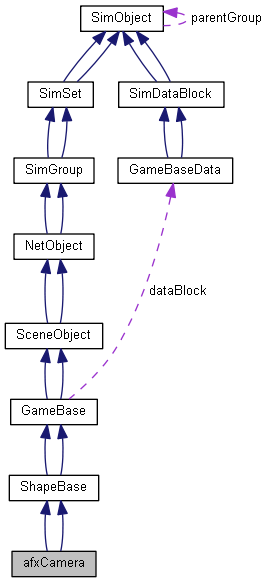 SimObject
parentGroup
SimSet
SimDataBlock
SimGroup
GameBaseData
NetObject
dataBlock
SceneObject
GameBase
ShapeBase
afxCamera